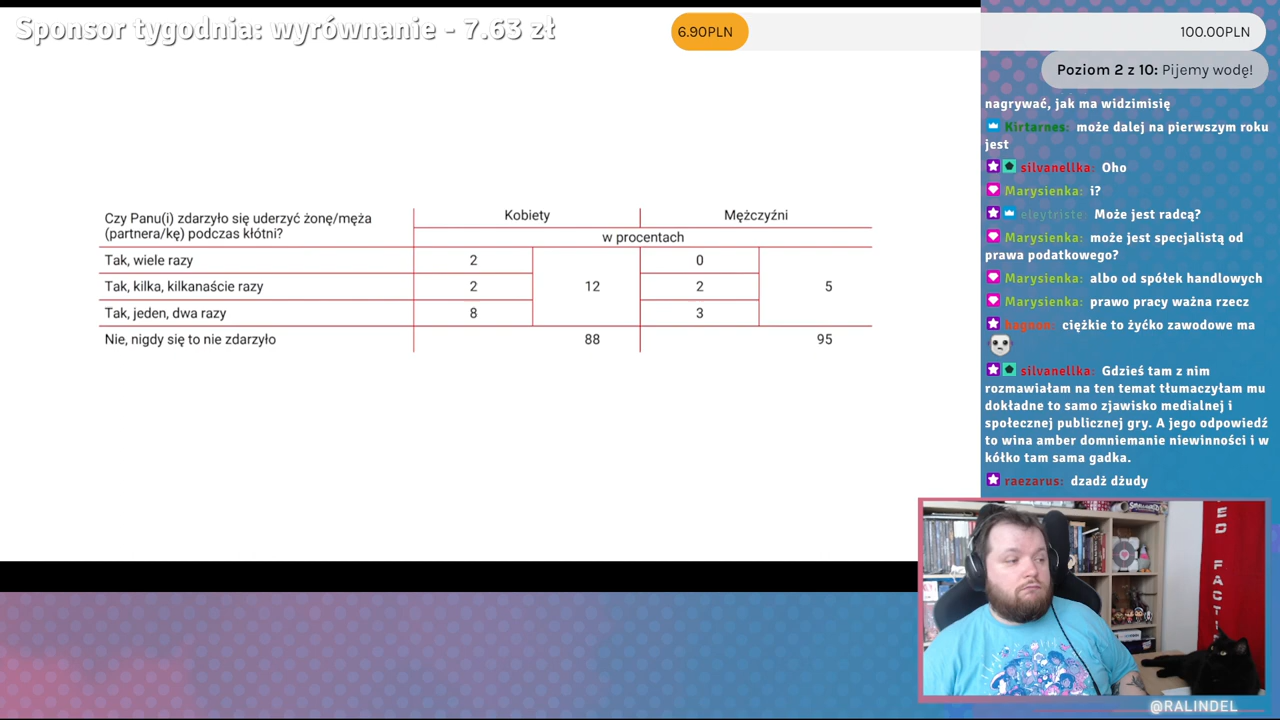 Sponsor tygodnia: wyrównanie - 7.63 zł
6.90PLN
100.00PLN
Poziom 2 z 10: Pijemy wodę!
Czy Panu(i) zdarzyło się uderzyć żonę/męża
(partnera/kę) podczas kłótni?
Kobiety
Mężczyźni
w procentach
Tak, wiele razy
2
0
Tak, kilka, kilkanaście razy
2
12
2
5
Tak, jeden, dwa razy
8
3
Nie, nigdy się to nie zdarzyło
88
95
nagrywać, jak ma widzimisię
Kirtarnes: może dalej na pierwszym roku
jest
silvanellka: Oho
Marysienka: i?
eleytriste: Może jest radcą?
Marysienka: może jest specjalistą od
prawa podatkowego?
Marysienka: albo od spółek handlowych
Marysienka: prawo pracy ważna rzecz
hagnun: ciężkie to żyćko zawodowe ma
silvanellka: Gdzieś tam z nim
rozmawiałam na ten temat tłumaczyłam mu
dokładne to samo zjawisko medialnej i
społecznej publicznej gry. A jego odpowiedź
to wina amber domniemanie niewinności i w
kółko tam sama gadka.
raezarus: dzadż dżudy
@RALINDEL